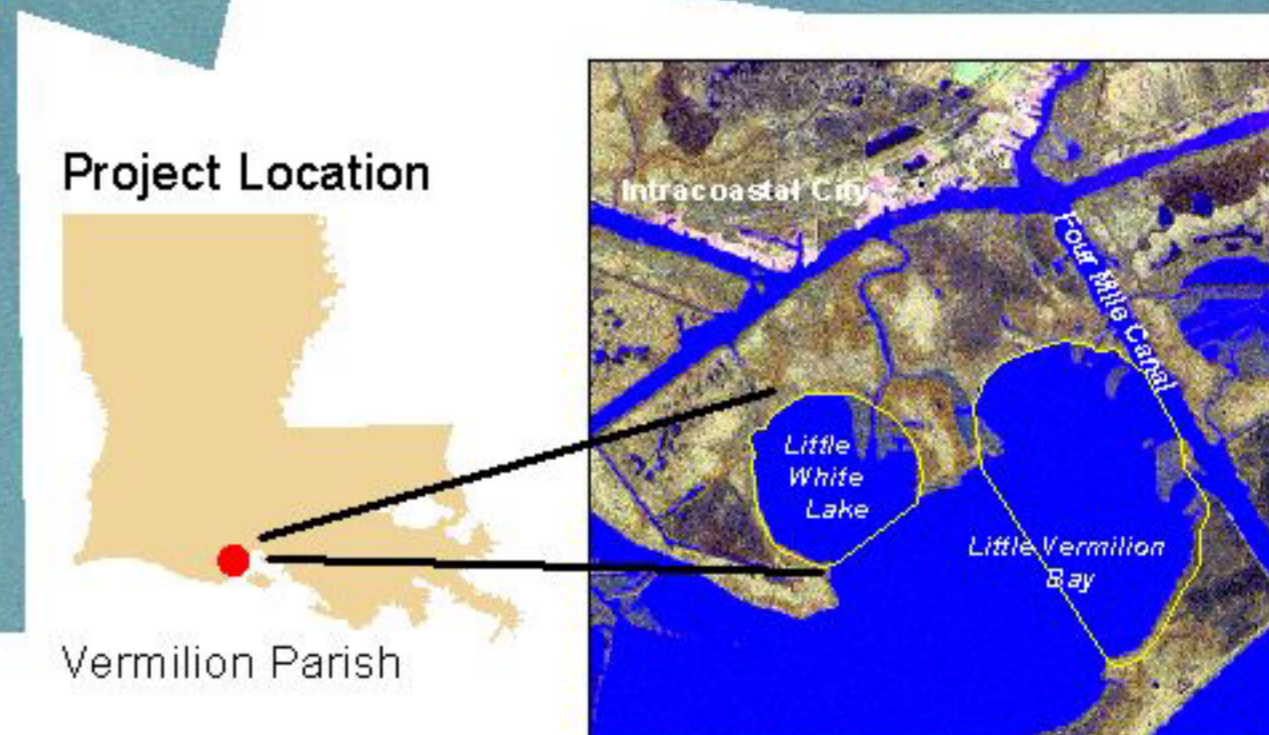 Project Location
Vermilion Parish
Intracoastal City
Four Mile Canal
Little
White
Lake
Little Vermilion
Bay